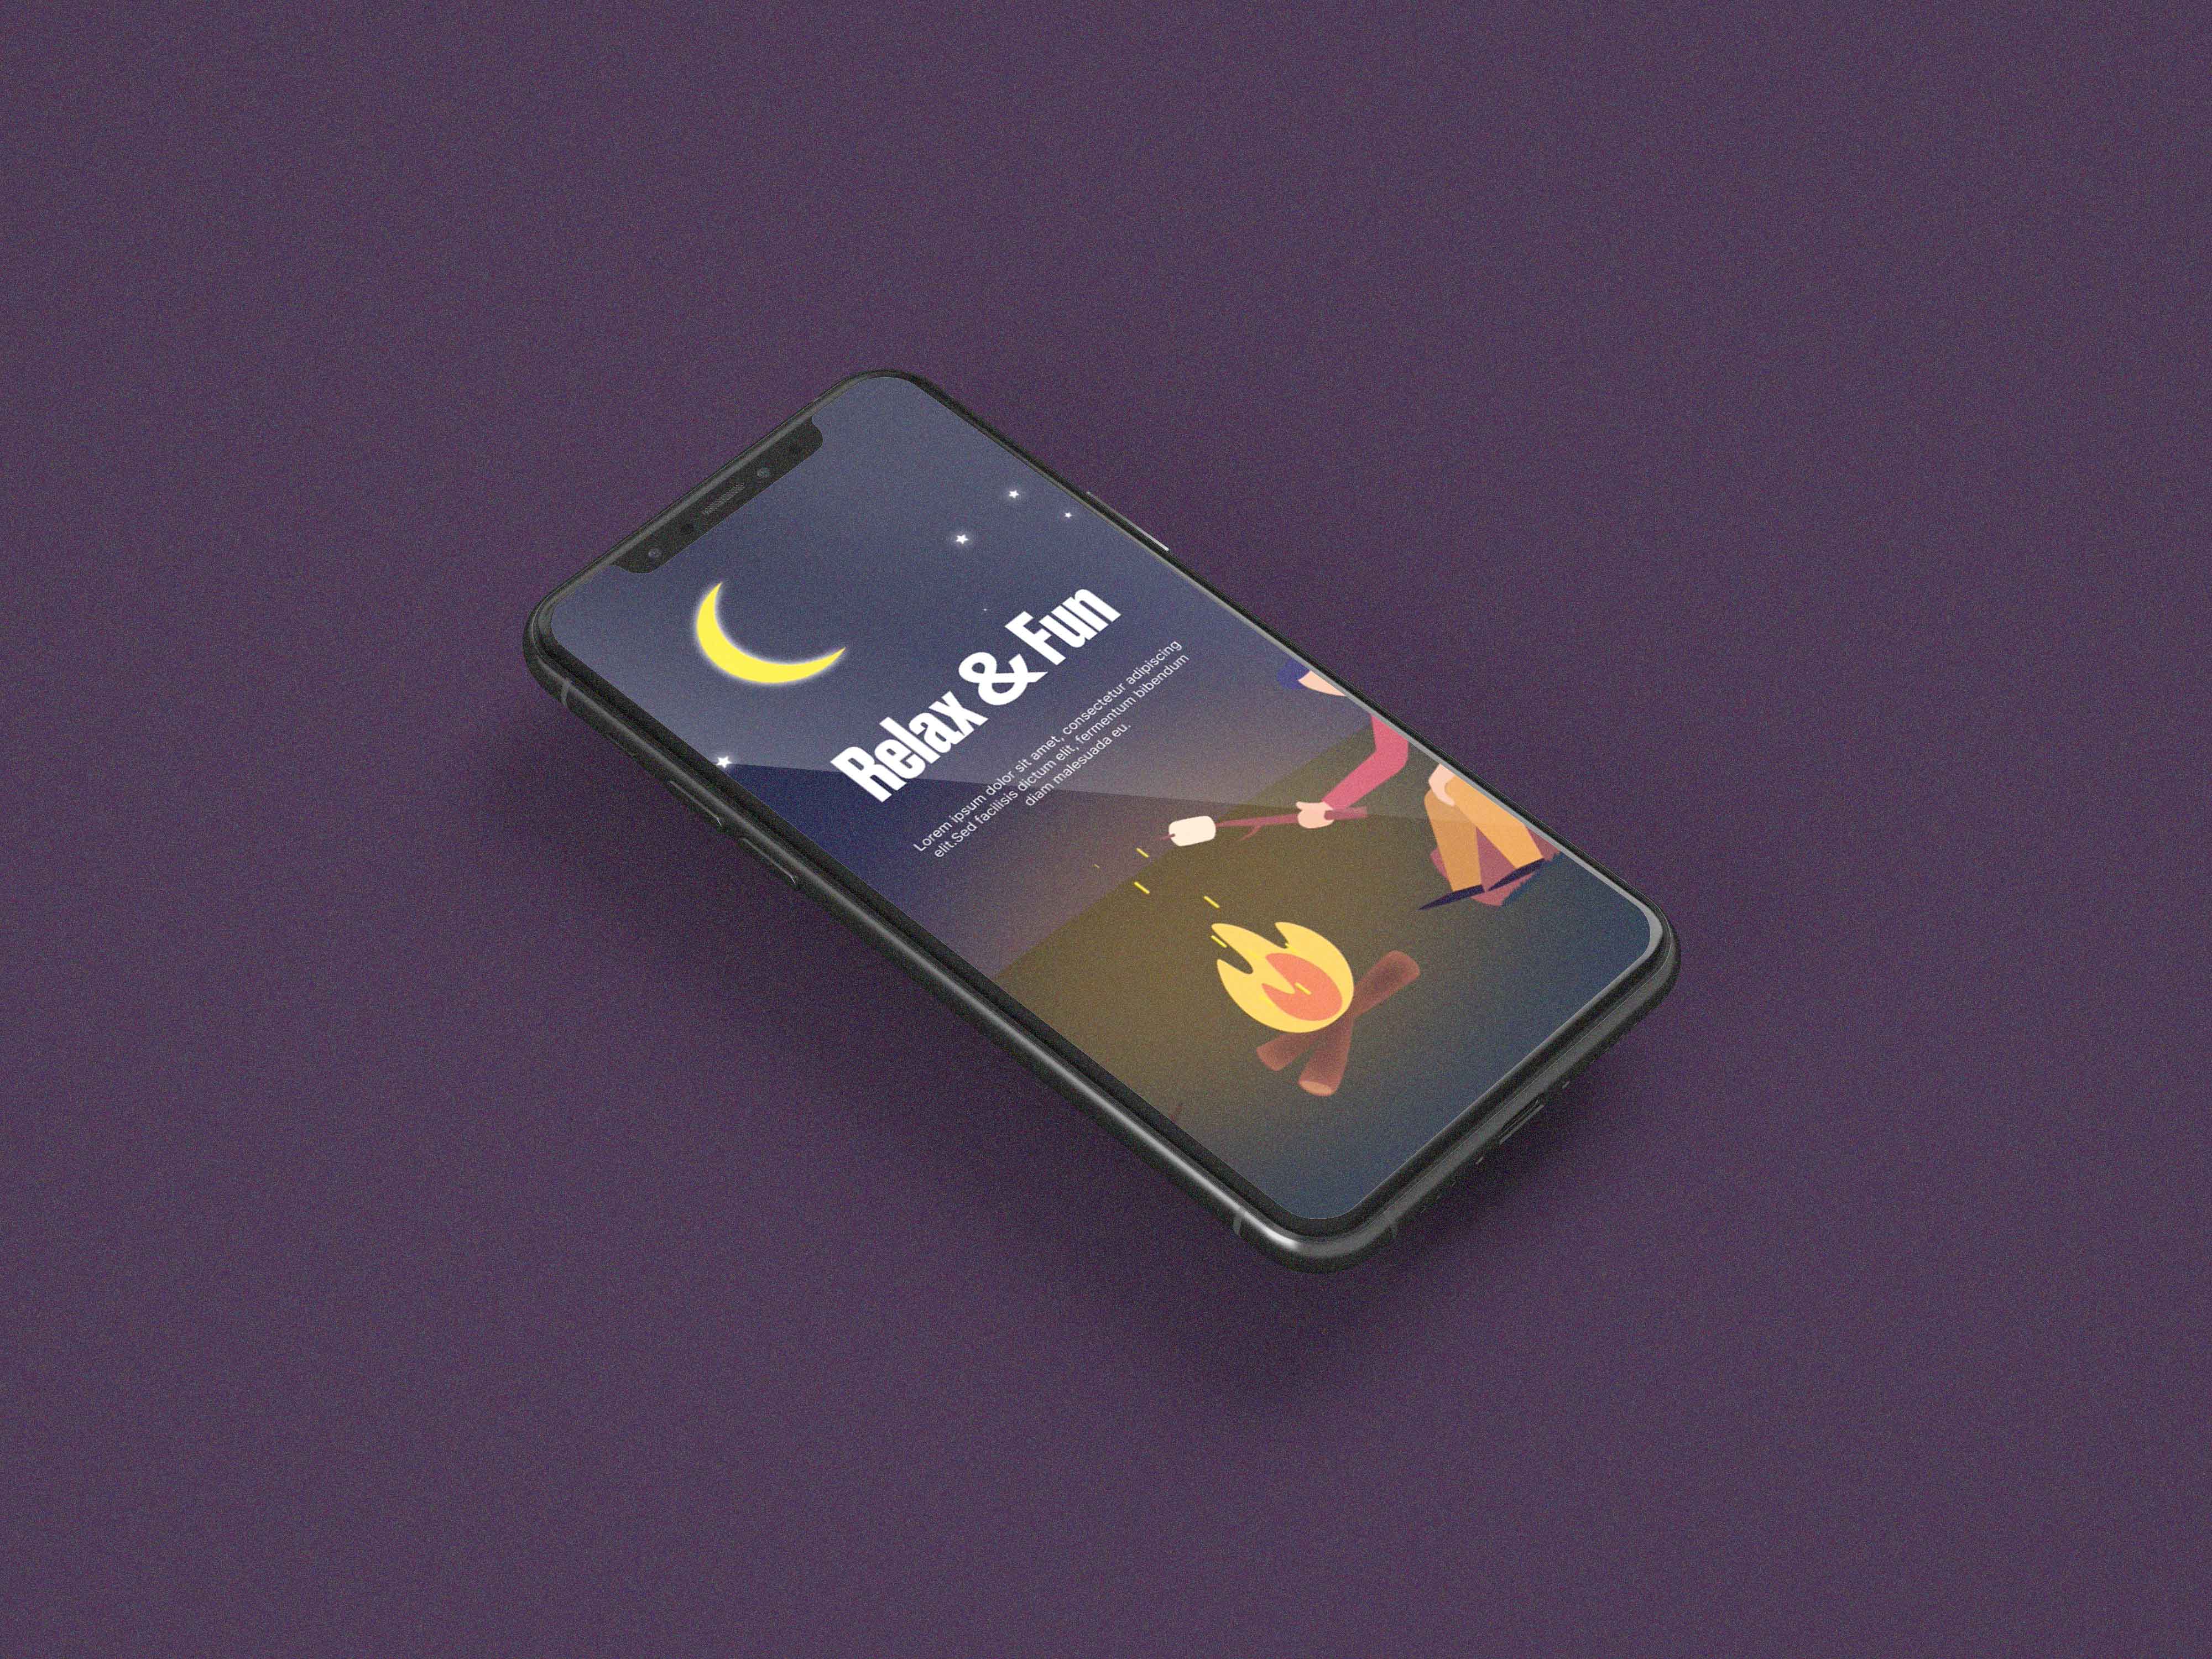 Relax & Fun
Lorem ipsum dolor sit amet, consectetur adipiscing
elit.Sed facilisis dictum elit, fermentum bibendum
diam malesuada eu.